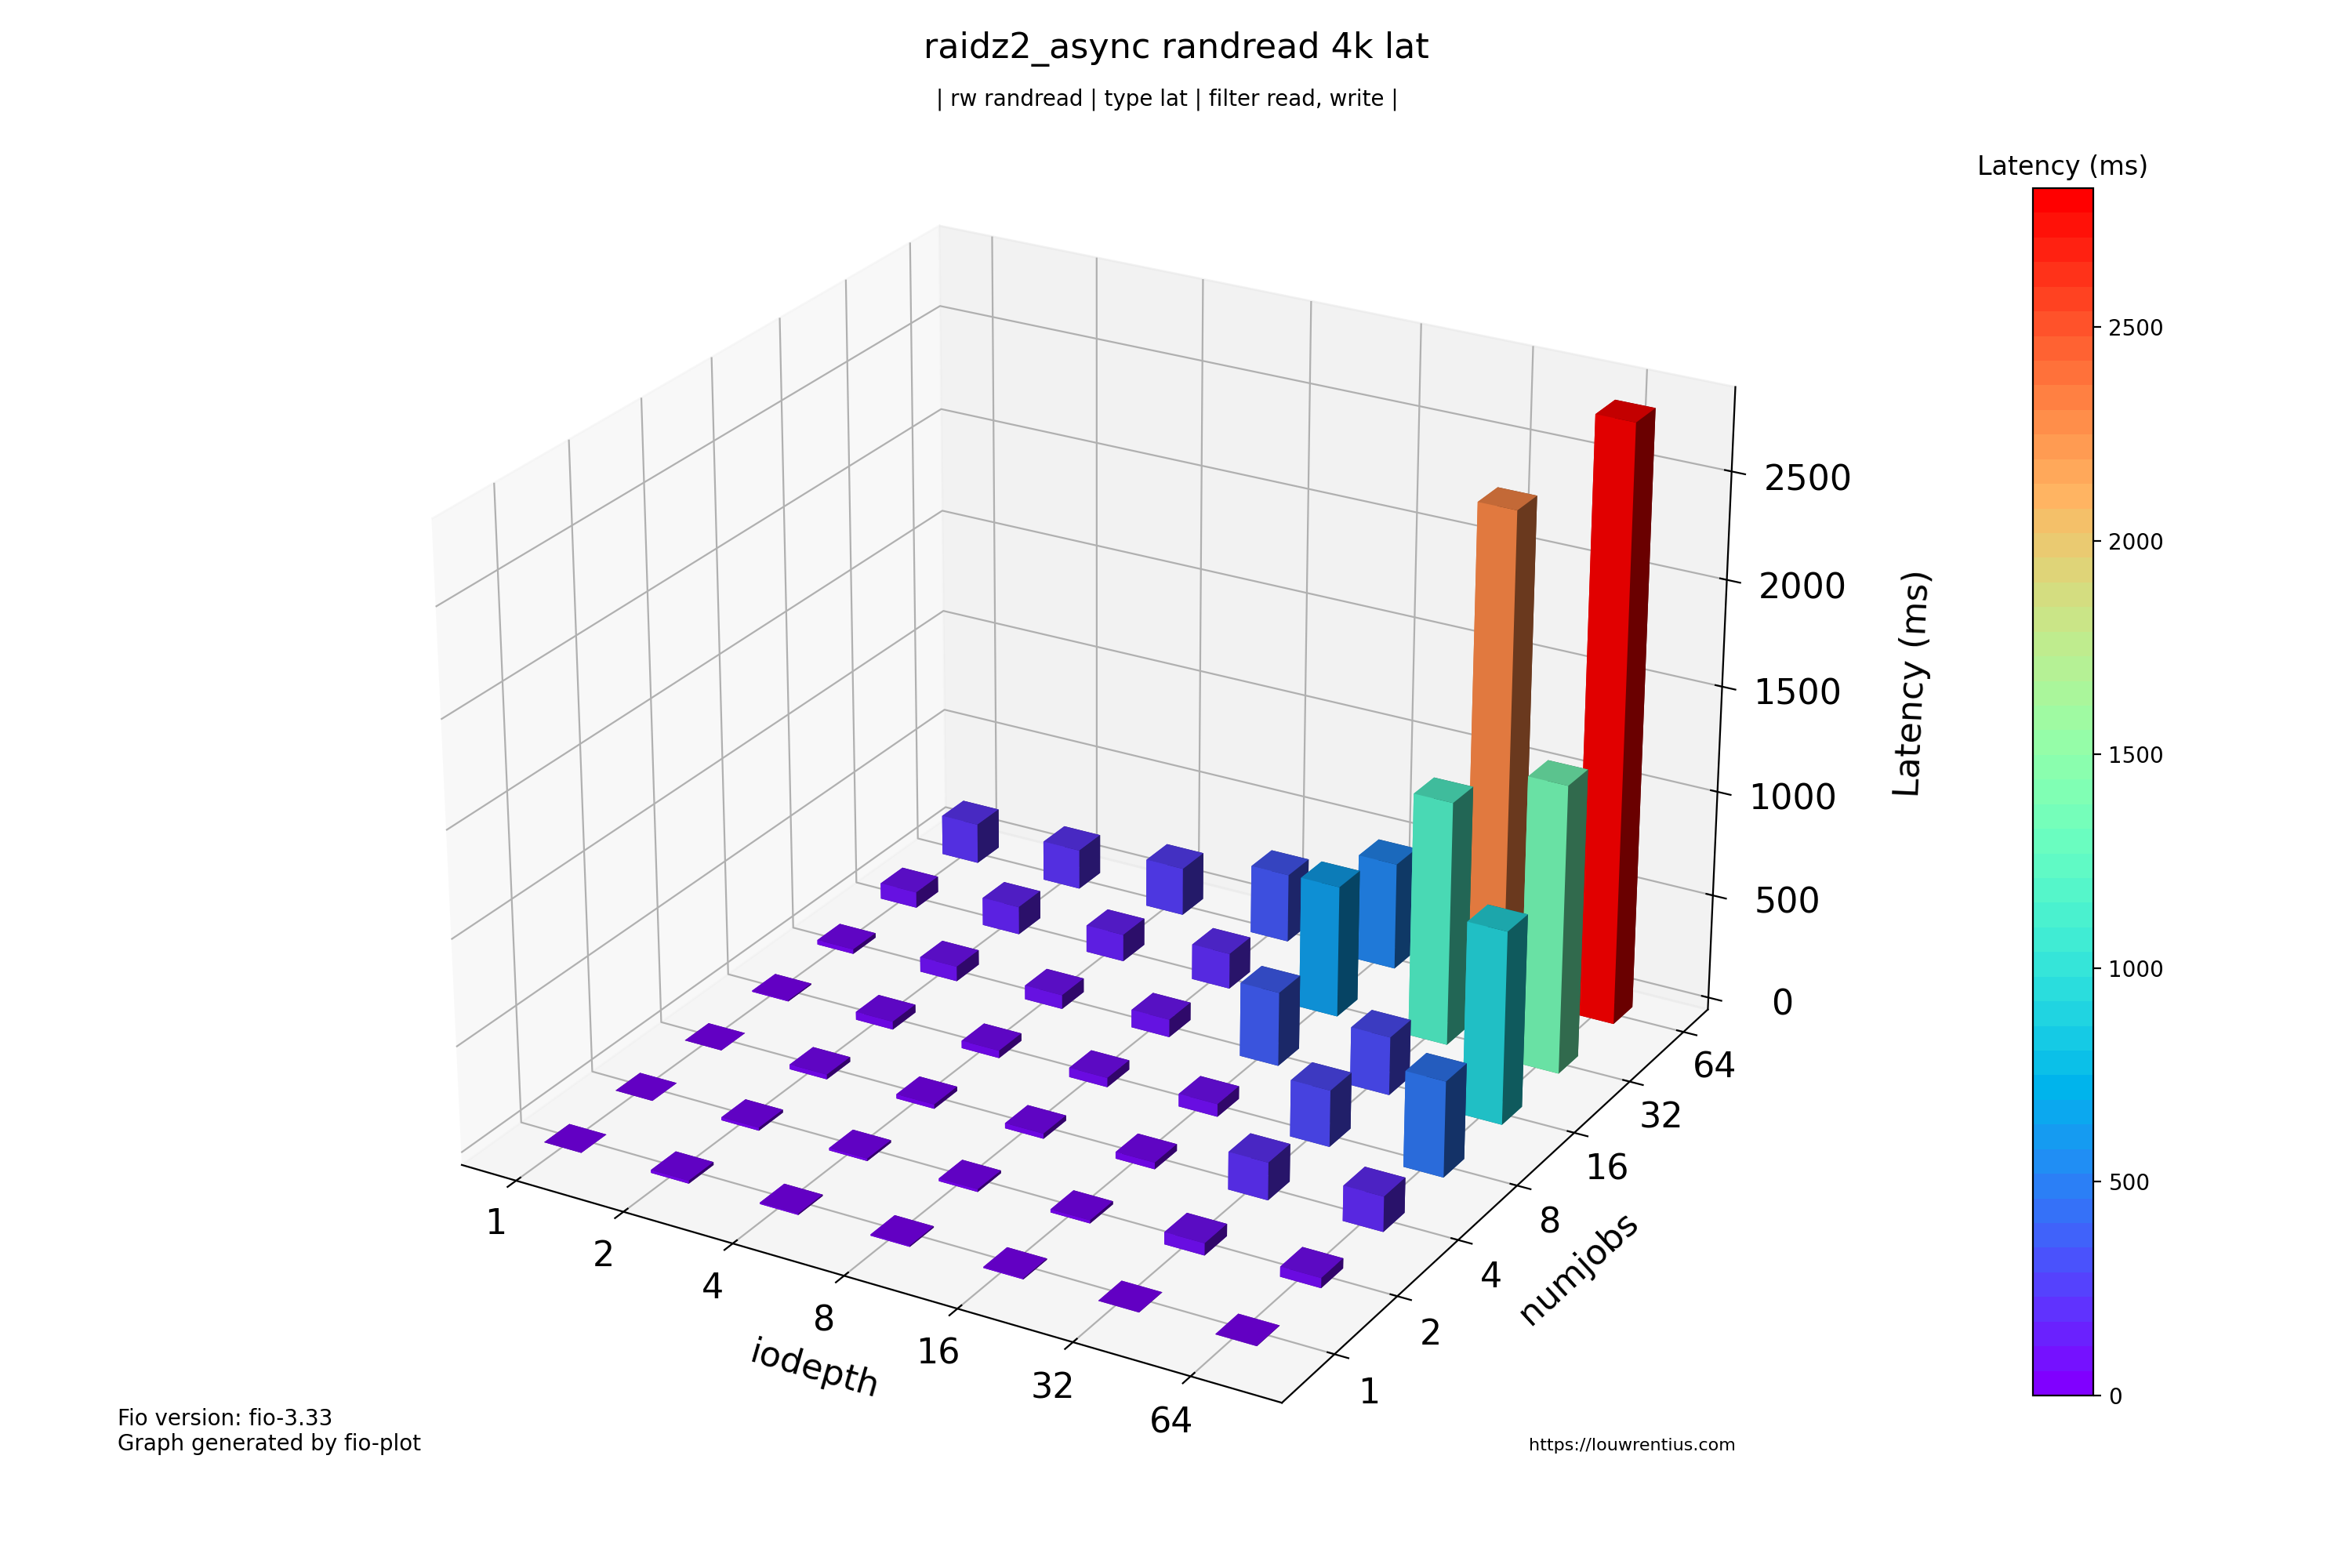 raidz2_async randread 4k lat
| rw randread | type lat | filter read, write |
Latency (ms)
2500
2000
1500
1000
500
0
2500
2000
1500
1000
500
0
Latency (ms)
64
32
16
8
4
2
1
numjobs
1
2
4
8
16
32
64
iodepth
Fio version: fio-3.33
Graph generated by fio-plot
https://louwrentius.com